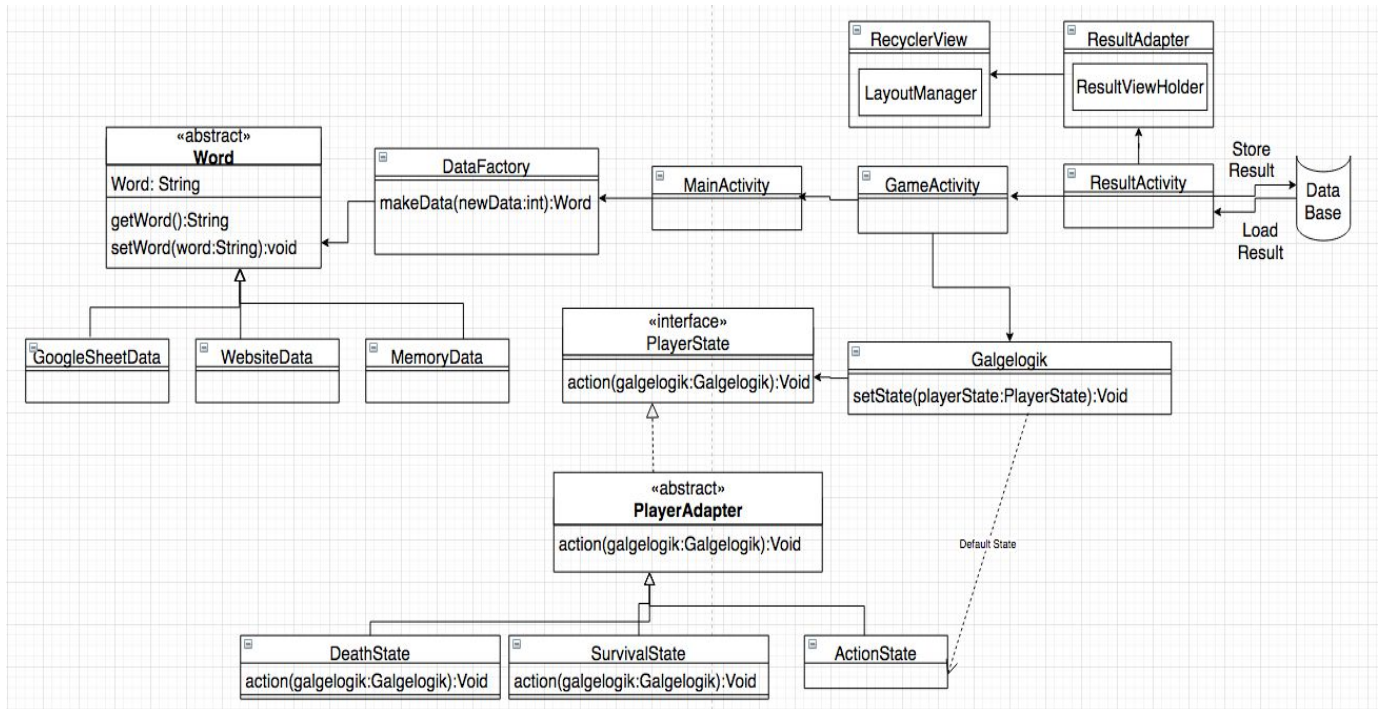 RecyclerView
LayoutManager
ResultAdapter
ResultViewHolder
«abstract»
Word
Word: String
getWord():String
setWord(word:String):void
DataFactory
makeData(newData:int):Word
MainActivity
GameActivity
ResultActivity
Store
Result
Data
Base
Load
Result
GoogleSheetData
WebsiteData
MemoryData
«interface»
PlayerState
action(galgelogik:Galgelogik):Void
Galgelogik
setState(playerState:PlayerState):Void
«abstract»
PlayerAdapter
action(galgelogik:Galgelogik):Void
Default State
DeathState
action(galgelogik:Galgelogik):Void
SurvivalState
action(galgelogik:Galgelogik):Void
ActionState